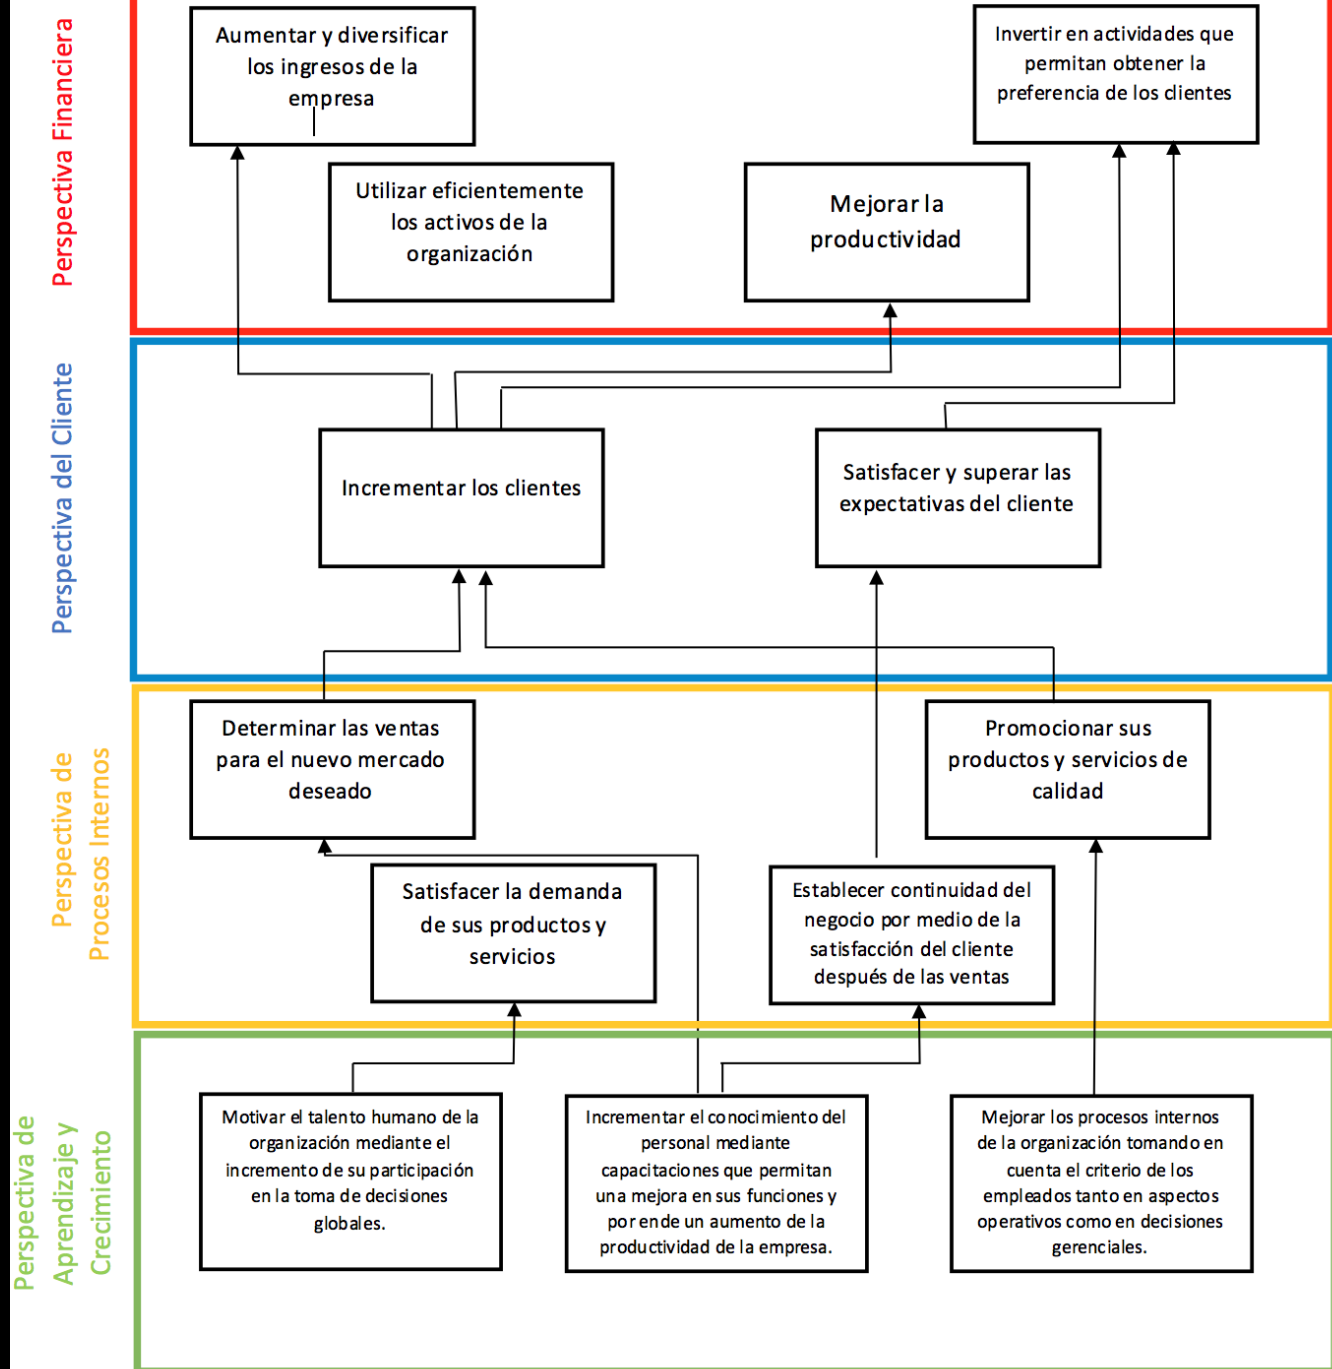 Perspectiva Financiera
Aumentar y diversificar
los ingresos de la
empresa
Invertir en actividades que
permitan obtener la
preferencia de los clientes
Utilizar eficientemente
los activos de la
organización
Mejorar la
productividad
Perspectiva del Cliente
Incrementar los clientes
Satisfacer y superar las
expectativas del cliente
Perspectiva de
Procesos Internos
Determinar las ventas
para el nuevo mercado
deseado
Promocionar sus
productos y servicios de
calidad
Satisfacer la demanda
de sus productos y
servicios
Establecer continuidad del
negocio por medio de la
satisfacción del cliente
después de las ventas
Perspectiva de
Aprendizaje y
Crecimiento
Motivar el talento humano de la
organización mediante el
incremento de su participación
en la toma de decisiones
globales.
Incrementar el conocimiento del
personal mediante
capacitaciones que permitan
una mejora en sus funciones y
por ende un aumento de la
productividad de la empresa.
Mejorar los procesos internos
de la organización tomando en
cuenta el criterio de los
empleados tanto en aspectos
operativos como en decisiones
gerenciales.